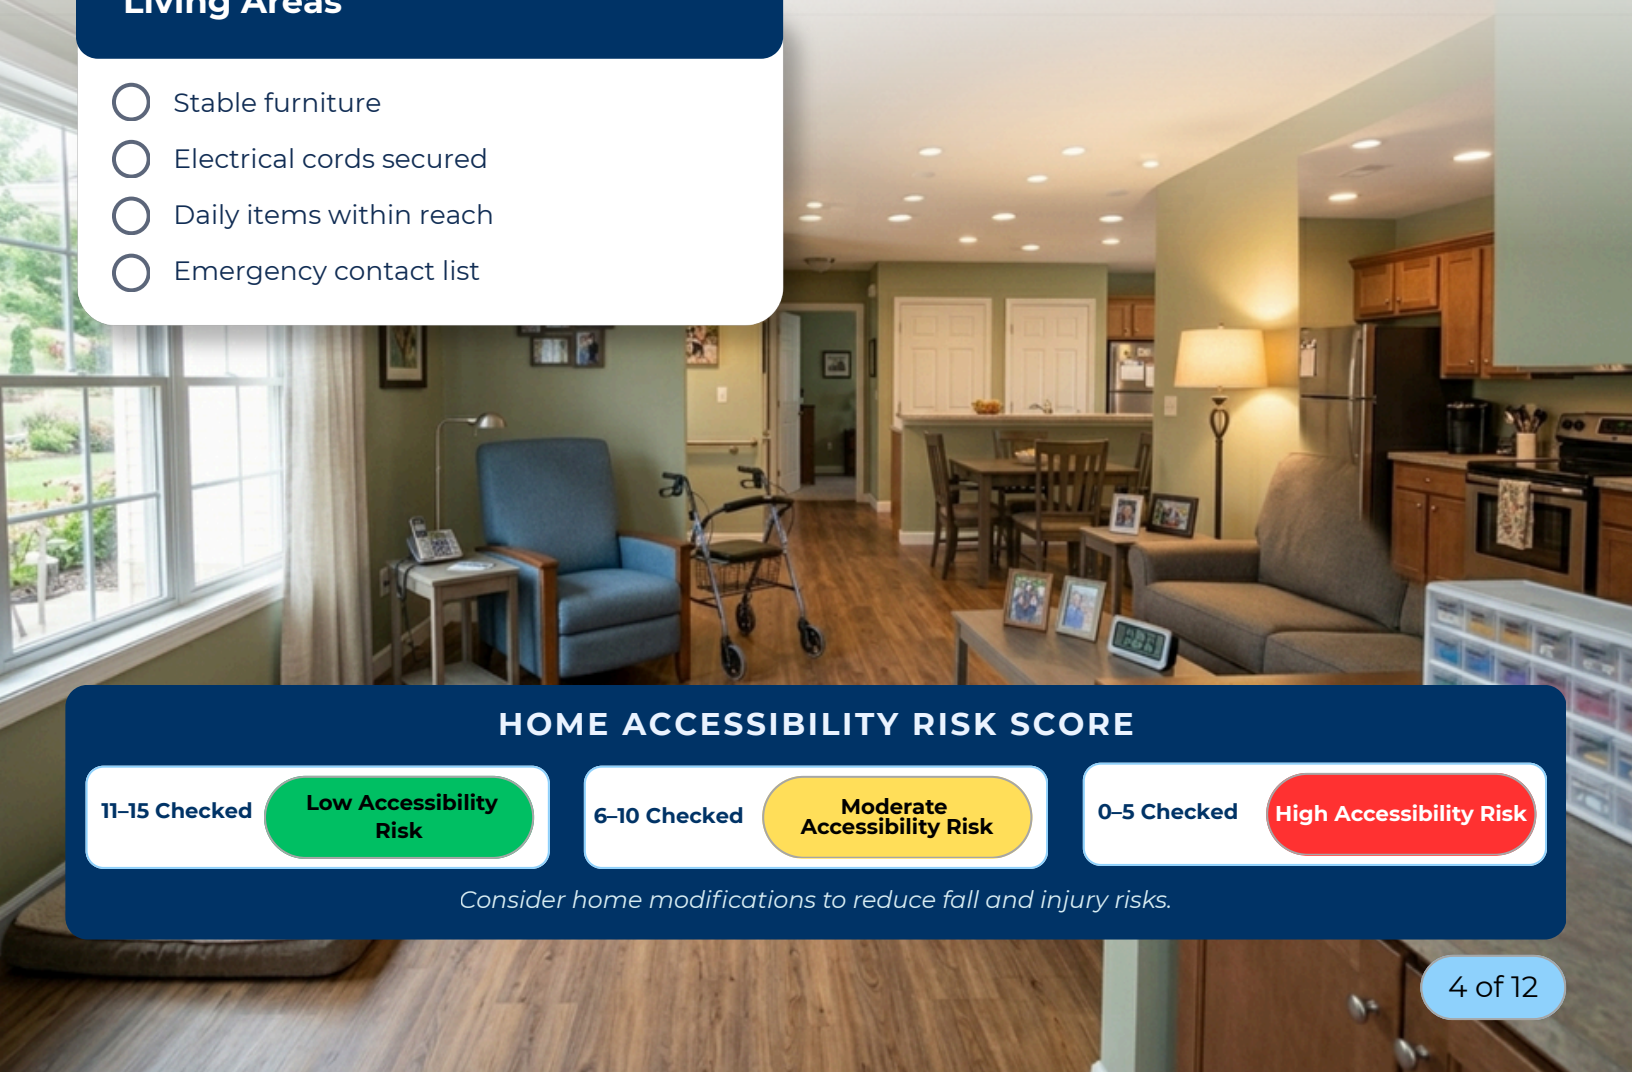 Living Areas
Stable furniture
Electrical cords secured
Daily items within reach
Emergency contact list
HOME ACCESSIBILITY RISK SCORE
11–15 Checked
Low Accessibility
Risk
6–10 Checked
Moderate
Accessibility Risk
0–5 Checked
High Accessibility Risk
Consider home modifications to reduce fall and injury risks.
4 of 12